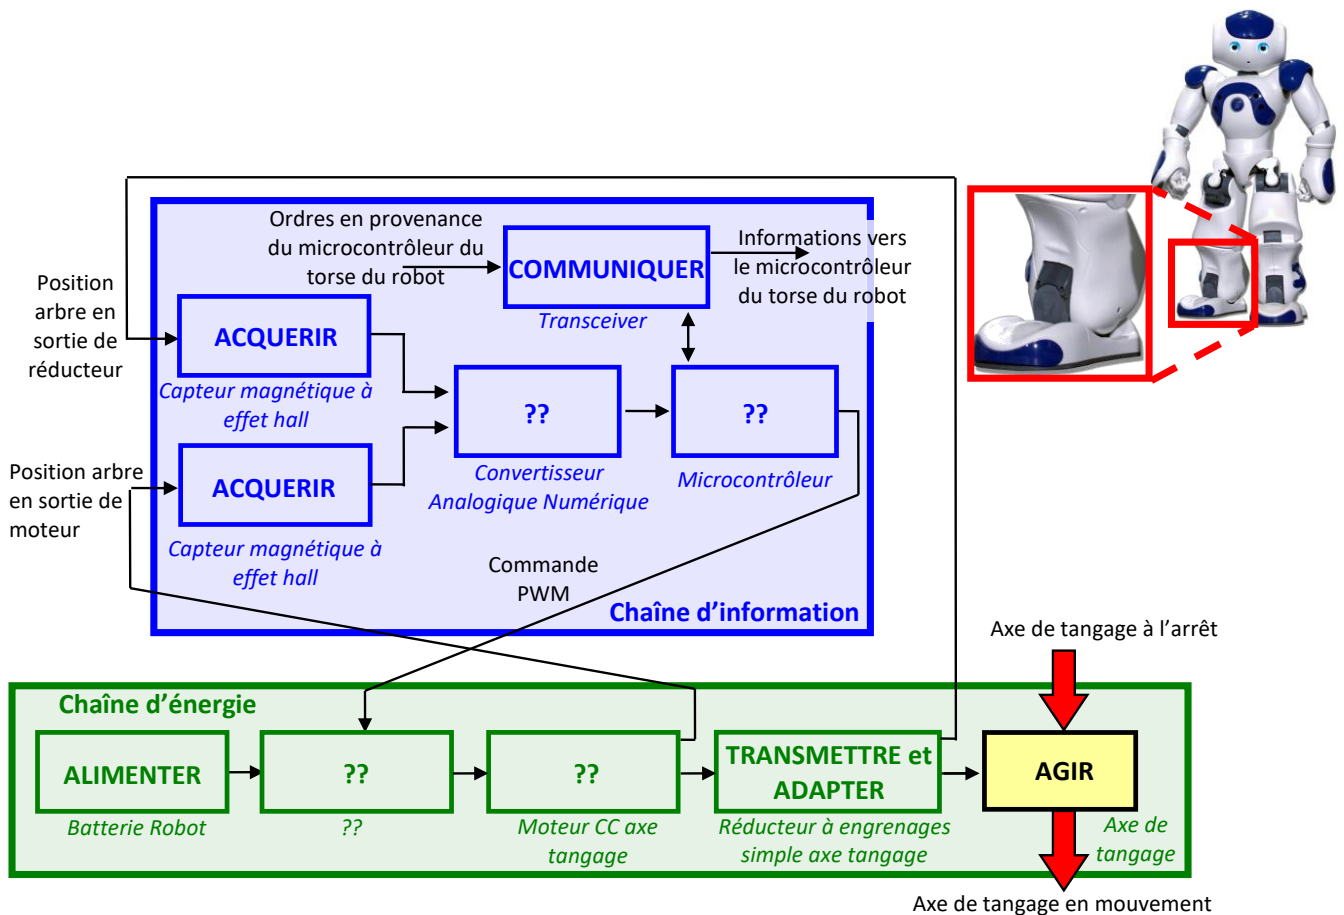 Ordres en provenance
du microcontrôleur du
torse du robot
COMMUNIQUER
Transceiver
Informations vers
le microcontrôleur
du torse du robot
Position
arbre en
sortie de
réducteur
ACQUERIR
Capteur magnétique à
effet hall
??
Convertisseur
Analogique Numérique
??
Microcontrôleur
Position arbre
en sortie de
moteur
ACQUERIR
Capteur magnétique à
effet hall
Commande
PWM
Chaîne d’information
Axe de tangage à l’arrêt
Chaîne d’énergie
ALIMENTER
Batterie Robot
??
??
??
Moteur CC axe
tangage
TRANSMETTRE et
ADAPTER
Réducteur à engrenages
simple axe tangage
AGIR
Axe de
tangage
Axe de tangage en mouvement